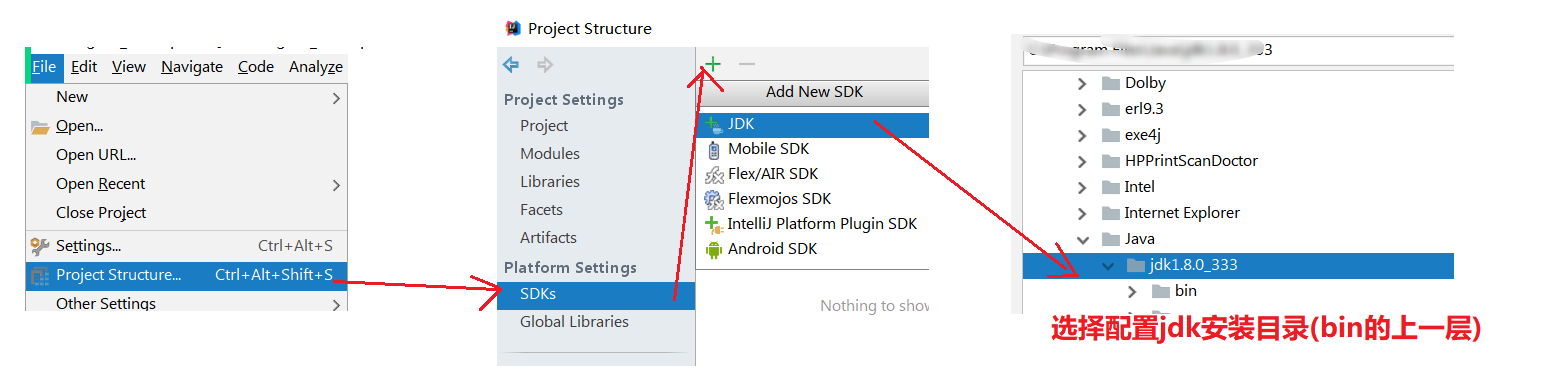 File Edit View Navigate Code Analyze
New
Open...
Open URL...
Open Recent
Close Project
Settings... Ctrl+Alt+S
Project Structure... Ctrl+Alt+Shift+S
Other Settings
Project Structure
Project Settings
Project
Modules
Libraries
Facets
Artifacts
Platform Settings
SDKs
Global Libraries
Add New SDK
JDK
Mobile SDK
Flex/AIR SDK
Flexmojos SDK
IntelliJ Platform Plugin SDK
Android SDK
Nothing to show
Dolby
erl9.3
exe4j
HPPrintScanDoctor
Intel
Internet Explorer
Java
jdk1.8.0_333
bin
选择配置jdk安装目录(bin的上一层)